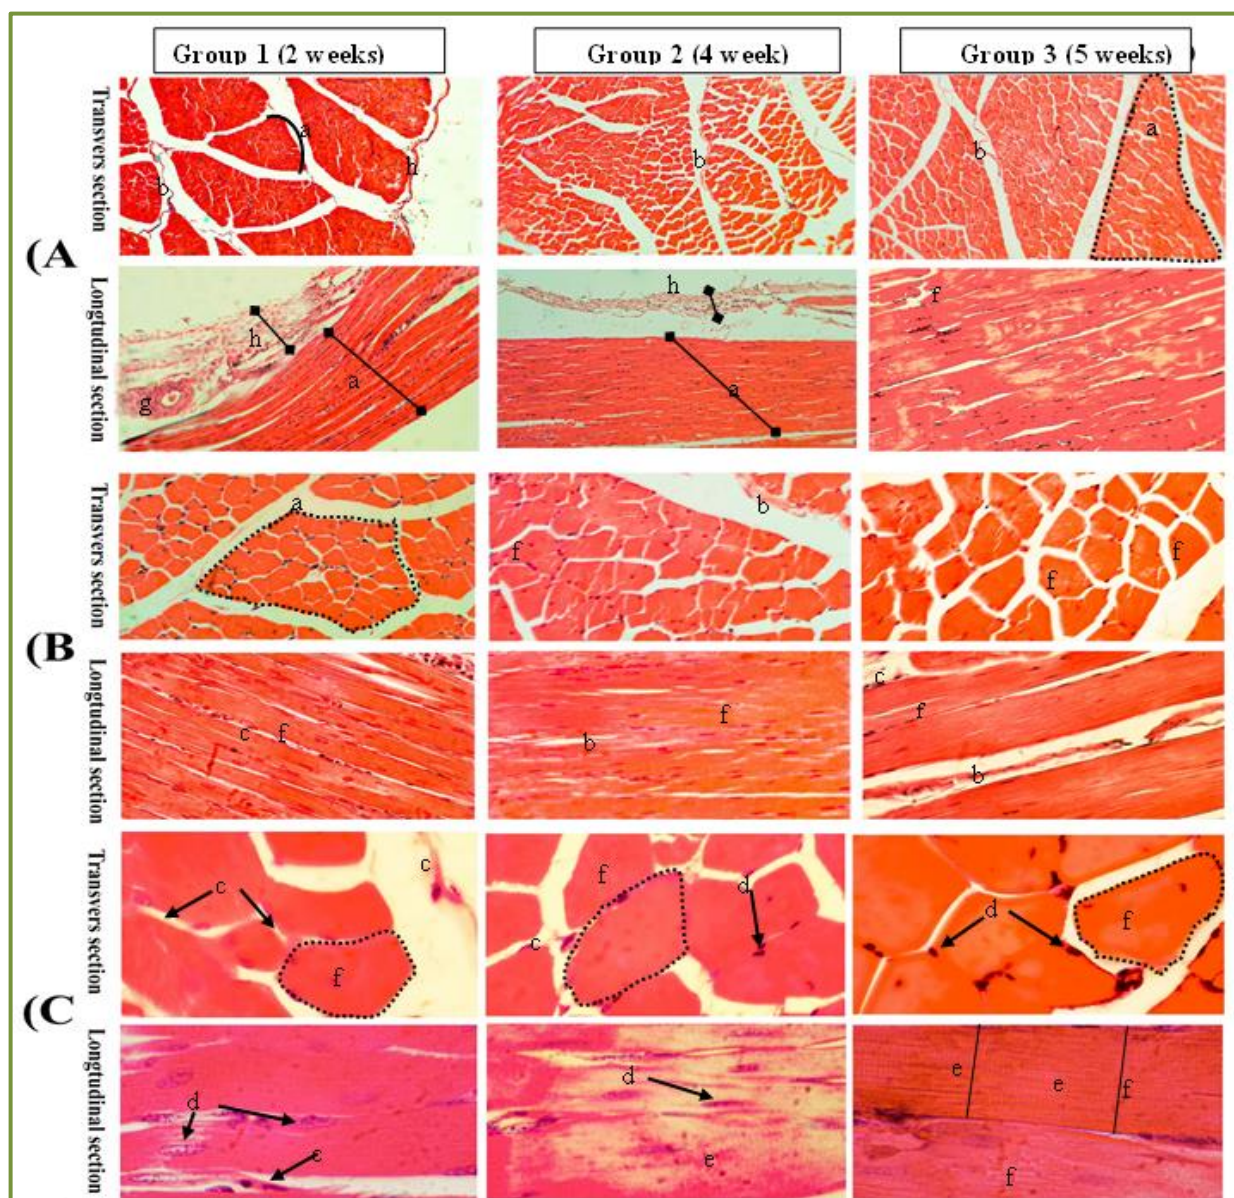 Group 1 (2 weeks) Group 2 (4 week) Group 3 (5 weeks) )
(A
Transvers section
a
b
h
b
b
a
Longtudinal section
h
a
g
h
a
f
(B
Transvers section
a
f
b
f
f
Longtudinal section
c f
f
b
c
f
b
(C
Transvers section
c
c
f
f
d
c
d
f
Longtudinal section
d
c
d
e
e
e
f
f